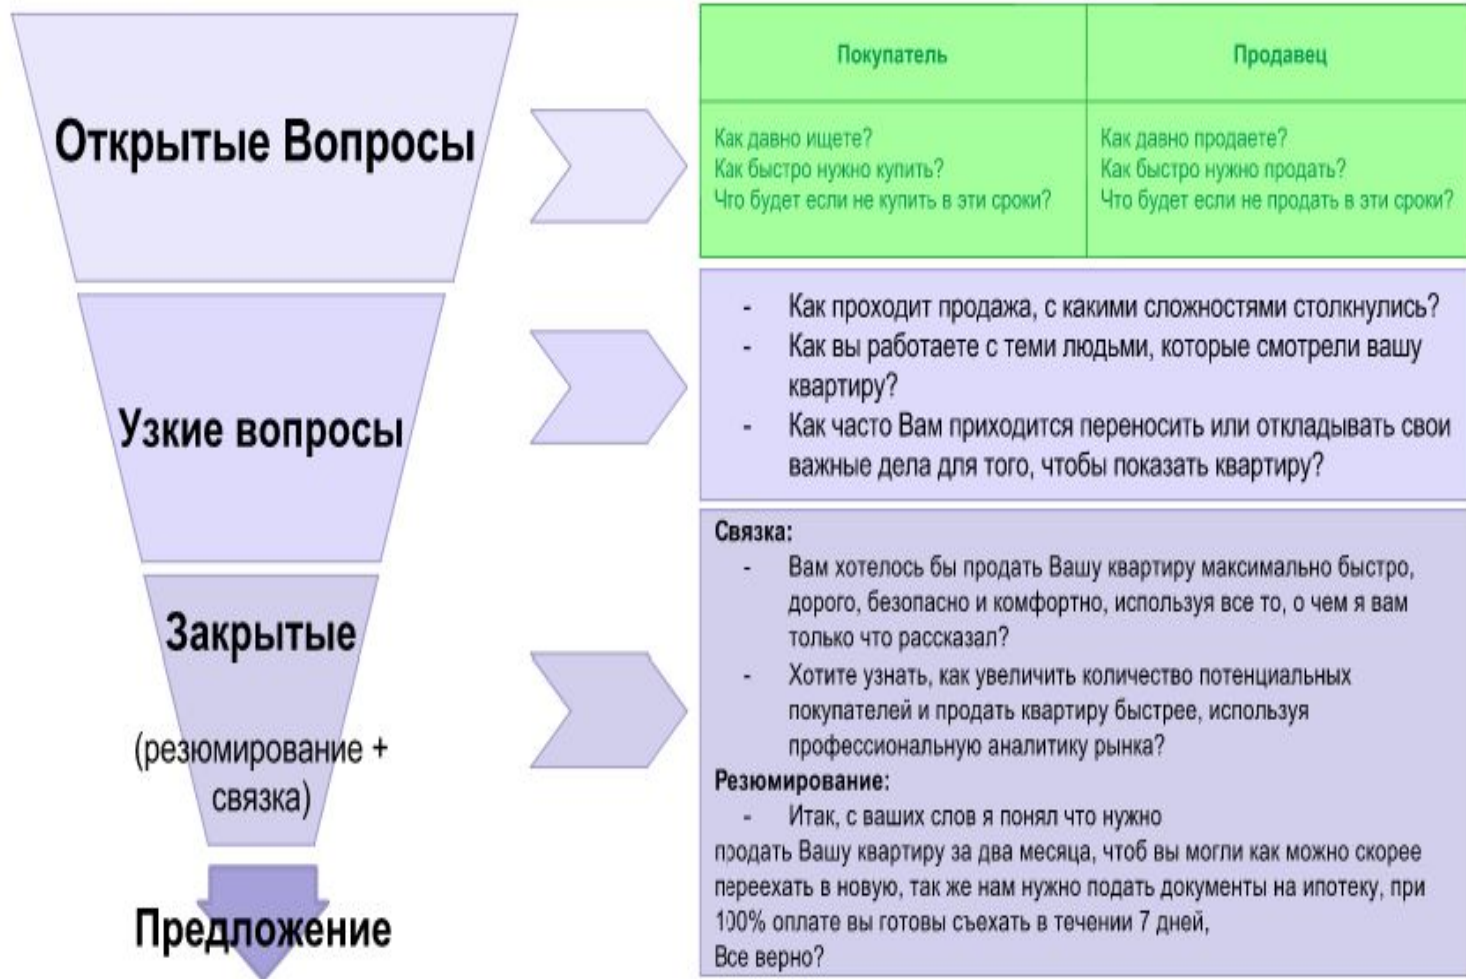 Открытые Вопросы
Покупатель
Продавец
Как давно ищете?
Как быстро нужно купить?
Что будет если не купить в эти сроки?
Как давно продаете?
Как быстро нужно продать?
Что будет если не продать в эти сроки?
Узкие вопросы
- Как проходит продажа, с какими сложностями столкнулись?
- Как вы работаете с теми людьми, которые смотрели вашу
квартиру?
- Как часто Вам приходится переносить или откладывать свои
важные дела для того, чтобы показать квартиру?
Закрытые
(резюмирование +
связка)
Связка:
- Вам хотелось бы продать Вашу квартиру максимально быстро,
дорого, безопасно и комфортно, используя все то, о чем я вам
только что рассказал?
- Хотите узнать, как увеличить количество потенциальных
покупателей и продать квартиру быстрее, используя
профессиональную аналитику рынка?
Резюмирование:
- Итак, с ваших слов я понял что нужно
продать Вашу квартиру за два месяца, чтоб вы могли как можно скорее
переехать в новую, так же нам нужно подать документы на ипотеку, при
100% оплате вы готовы съехать в течении 7 дней,
Все верно?
Предложение